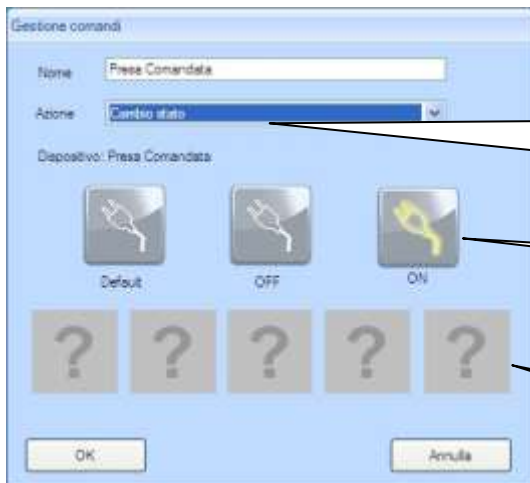 Gestione comandi
Nome Presa Comandata
Azione Cambio stato
Dispositivo: Presa Comandata
Default OFF ON
? ? ? ? ?
OK Annulla